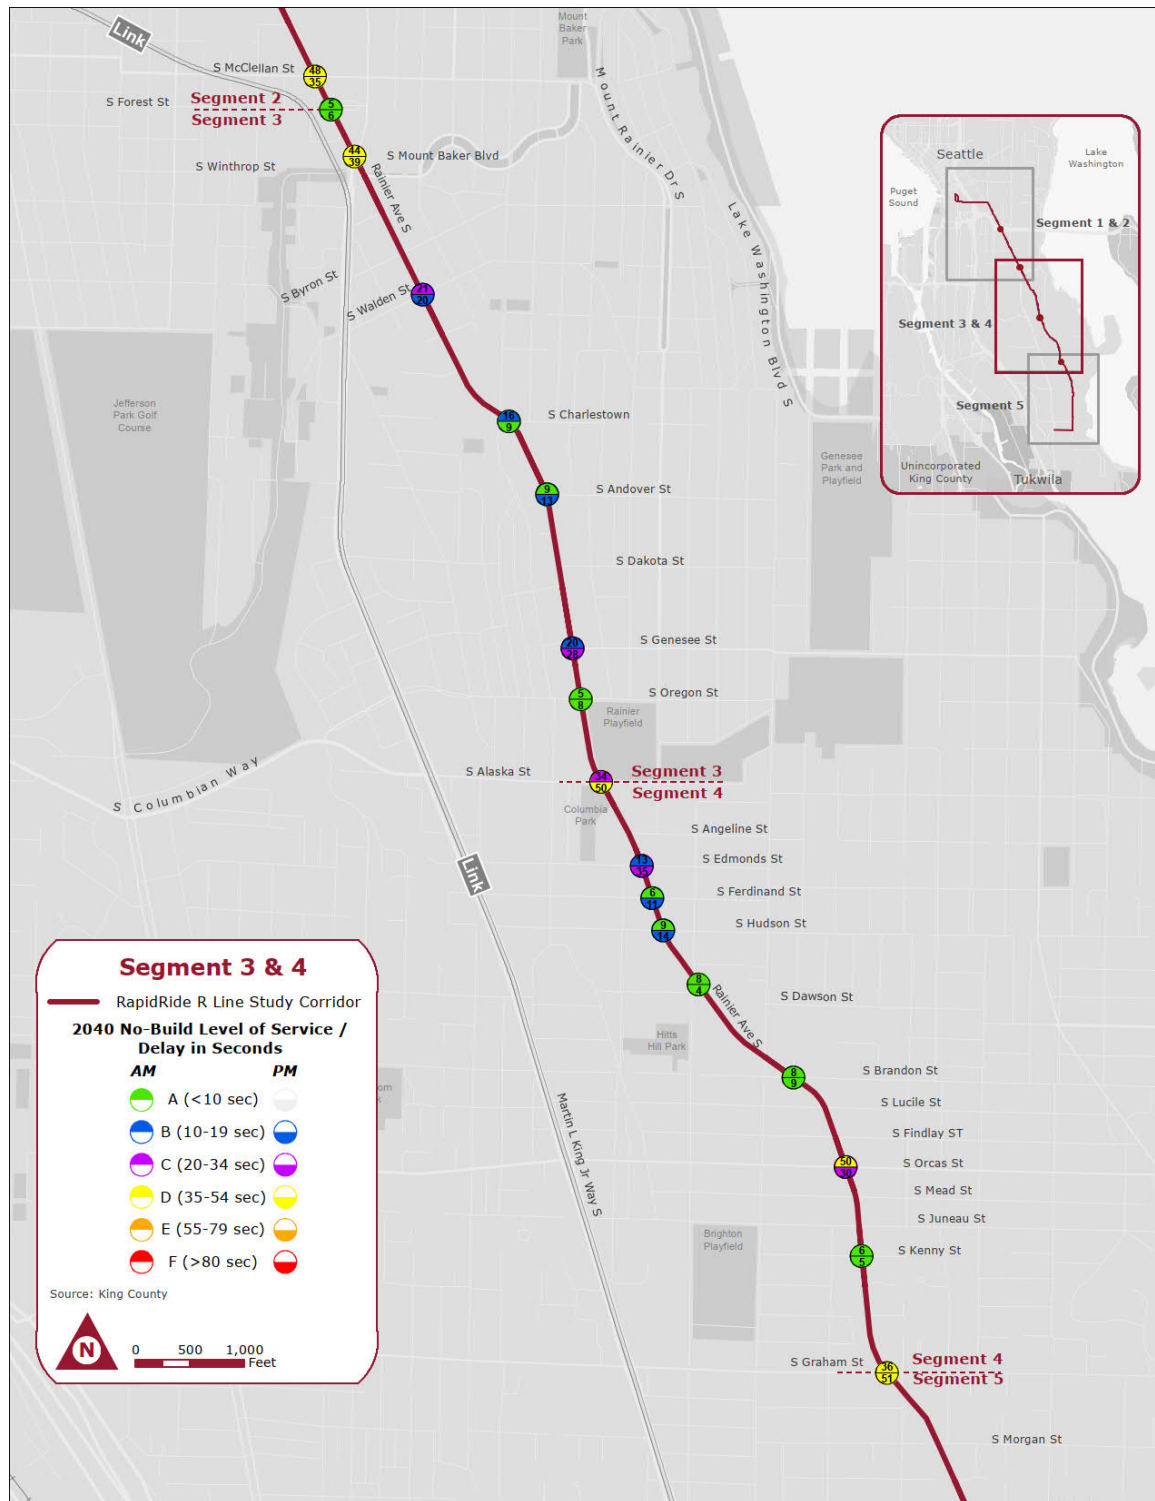 Link
Mount
Baker
Park
S McClellan St
48
35
S Forest St
Segment 2
Segment 3
5
6
Mount Rainier Dr S
44
39
S Mount Baker Blvd
S Winthrop St
Rainier Ave S
Lake Washington Blvd S
S Byron St
S Walden St
21
20
Jefferson
Park Golf
Course
16
9
S Charlestown
9
13
S Andover St
Genesee
Park and
Playfield
S Dakota St
20
28
S Genesee St
5
8
S Oregon St
Rainier
Playfield
S Columbian Way
S Alaska St
34
50
Segment 3
Segment 4
Columbia
Park
S Angeline St
13
35
S Edmonds St
Link
6
11
S Ferdinand St
9
14
S Hudson St
8
4
S Dawson St
Rainier Ave S
Hitts
Hill Park
8
9
S Brandon St
S Lucile St
Martin L King Jr Way S
S Findlay ST
50
30
S Orcas St
S Mead St
S Juneau St
Brighton
Playfield
6
5
S Kenny St
S Graham St
36
51
Segment 4
Segment 5
S Morgan St
Seattle
Lake
Washington
Puget
Sound
Segment 1 & 2
Segment 3 & 4
Segment 5
Unincorporated
King County
Tukwila
Segment 3 & 4
RapidRide R Line Study Corridor
2040 No-Build Level of Service /
Delay in Seconds
AM PM
A (<10 sec)
B (10-19 sec)
C (20-34 sec)
D (35-54 sec)
E (55-79 sec)
F (>80 sec)
Source: King County
N
0 500 1,000
Feet